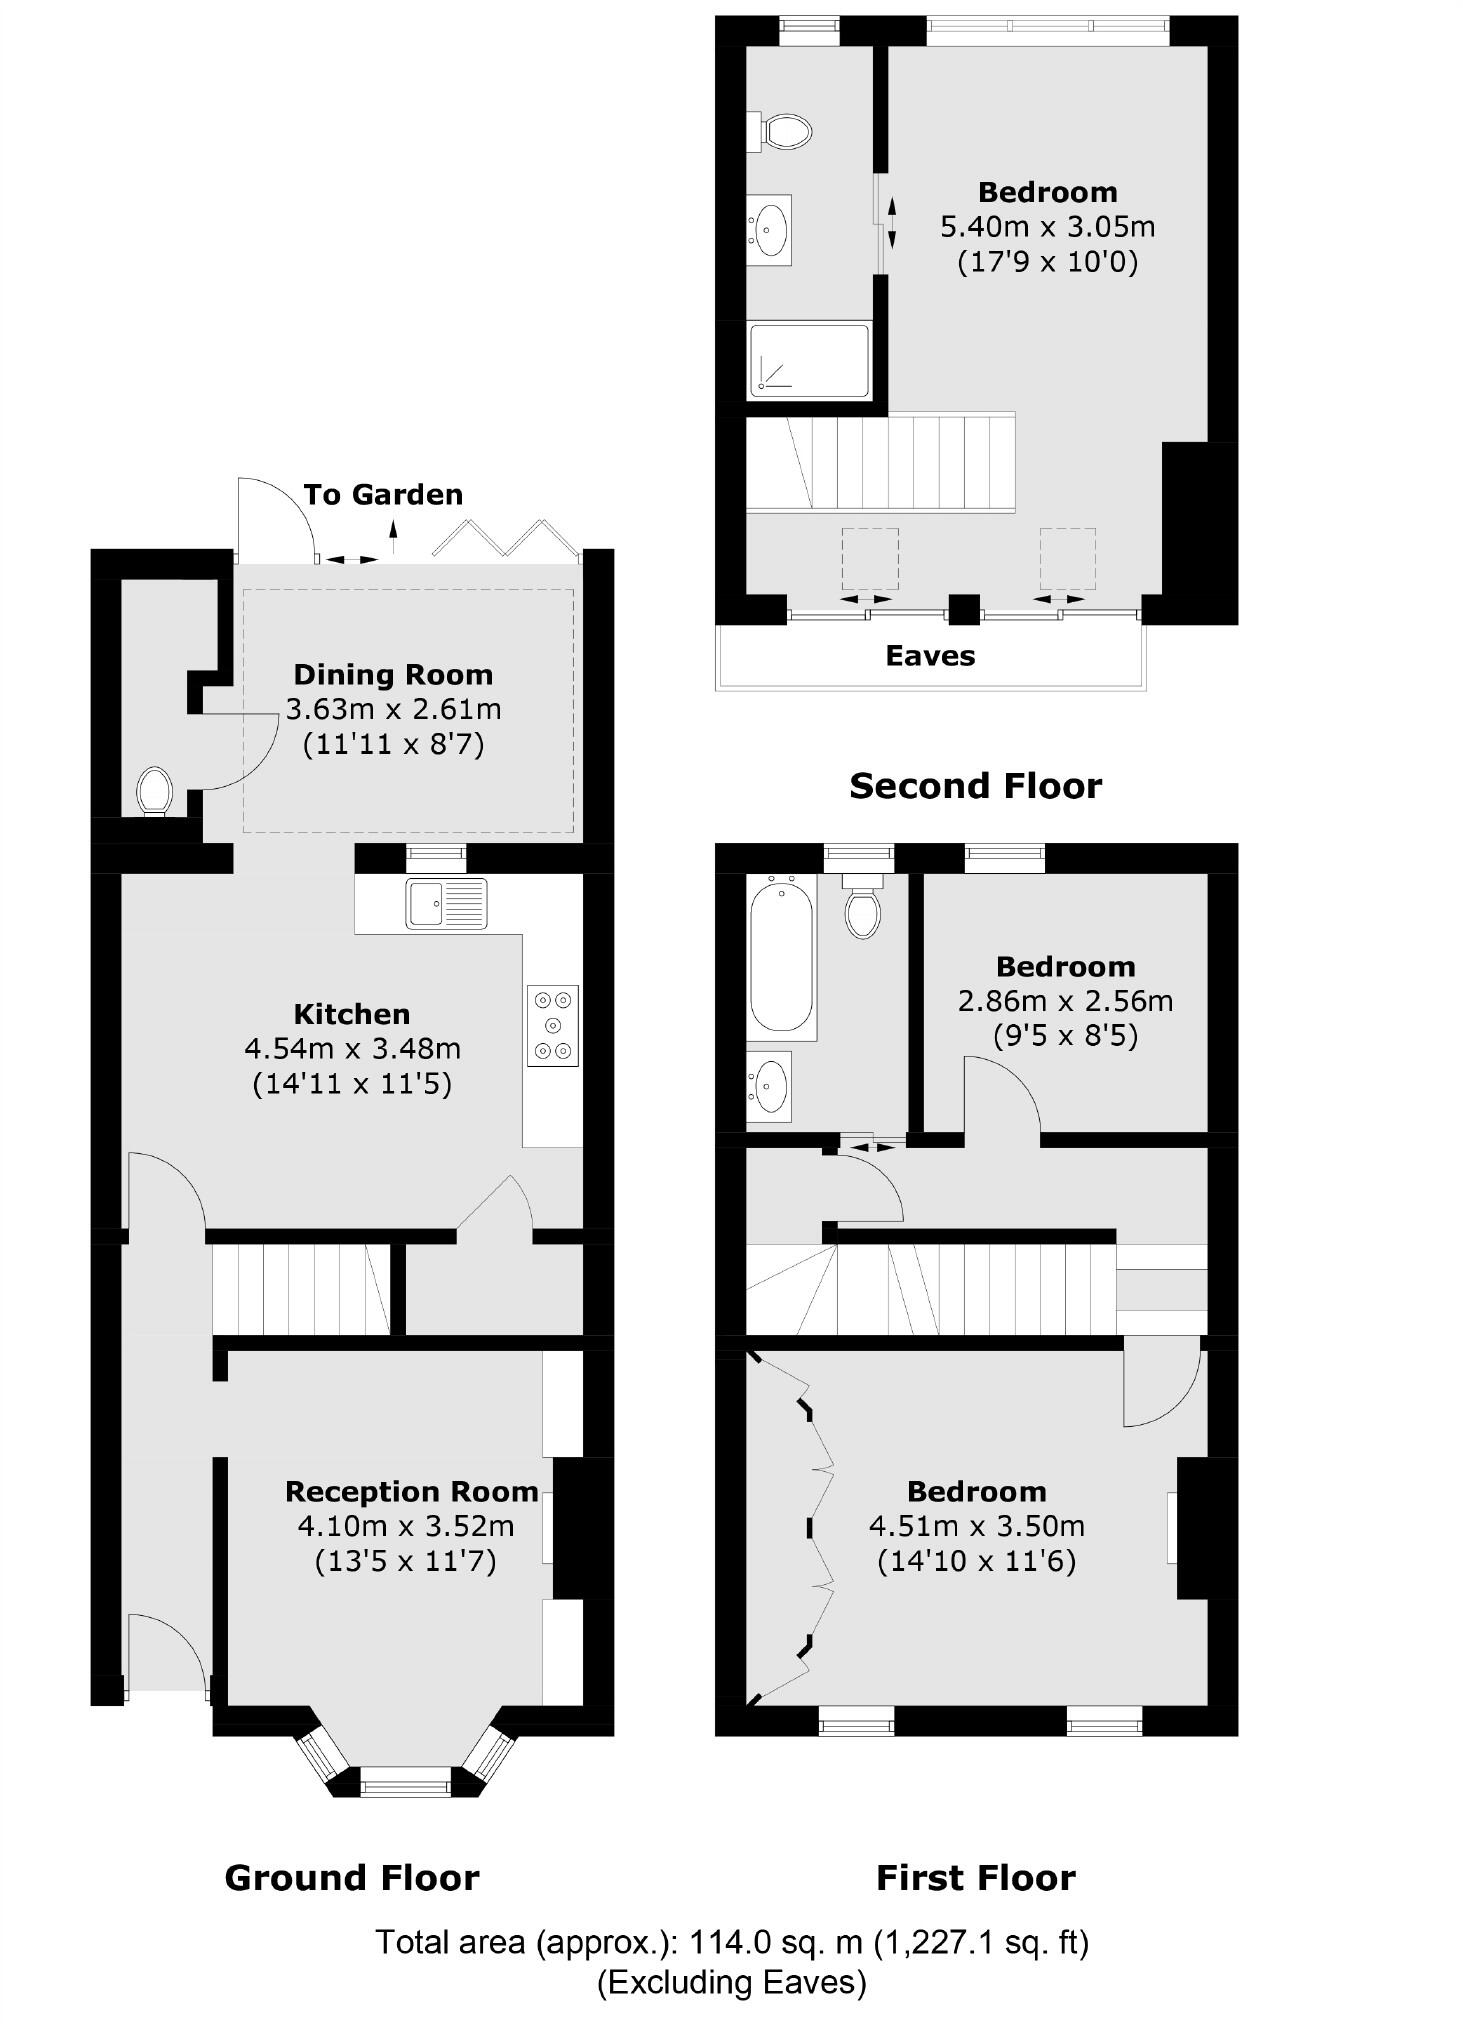 Bedroom
5.40m x 3.05m
(17'9 x 10'0)
Eaves
Second Floor
To Garden
Dining Room
3.63m x 2.61m
(11'11 x 8'7)
Kitchen
4.54m x 3.48m
(14'11 x 11'5)
Reception Room
4.10m x 3.52m
(13'5 x 11'7)
Ground Floor
Bedroom
2.86m x 2.56m
(9'5 x 8'5)
Bedroom
4.51m x 3.50m
(14'10 x 11'6)
First Floor
Total area (approx.): 114.0 sq. m (1,227.1 sq. ft)
(Excluding Eaves)